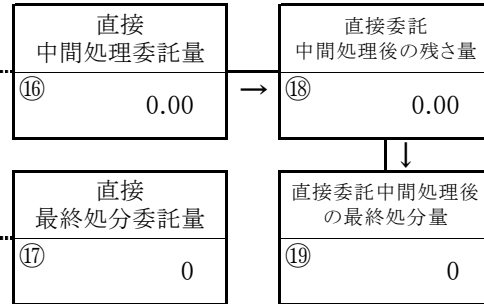 直接
中間処理委託量
⑯
0.00
→
直接委託
中間処理後の残さ量
⑱
0.00
↓
直接
最終処分委託量
⑰
0
直接委託中間処理後
の最終処分量
⑲
0